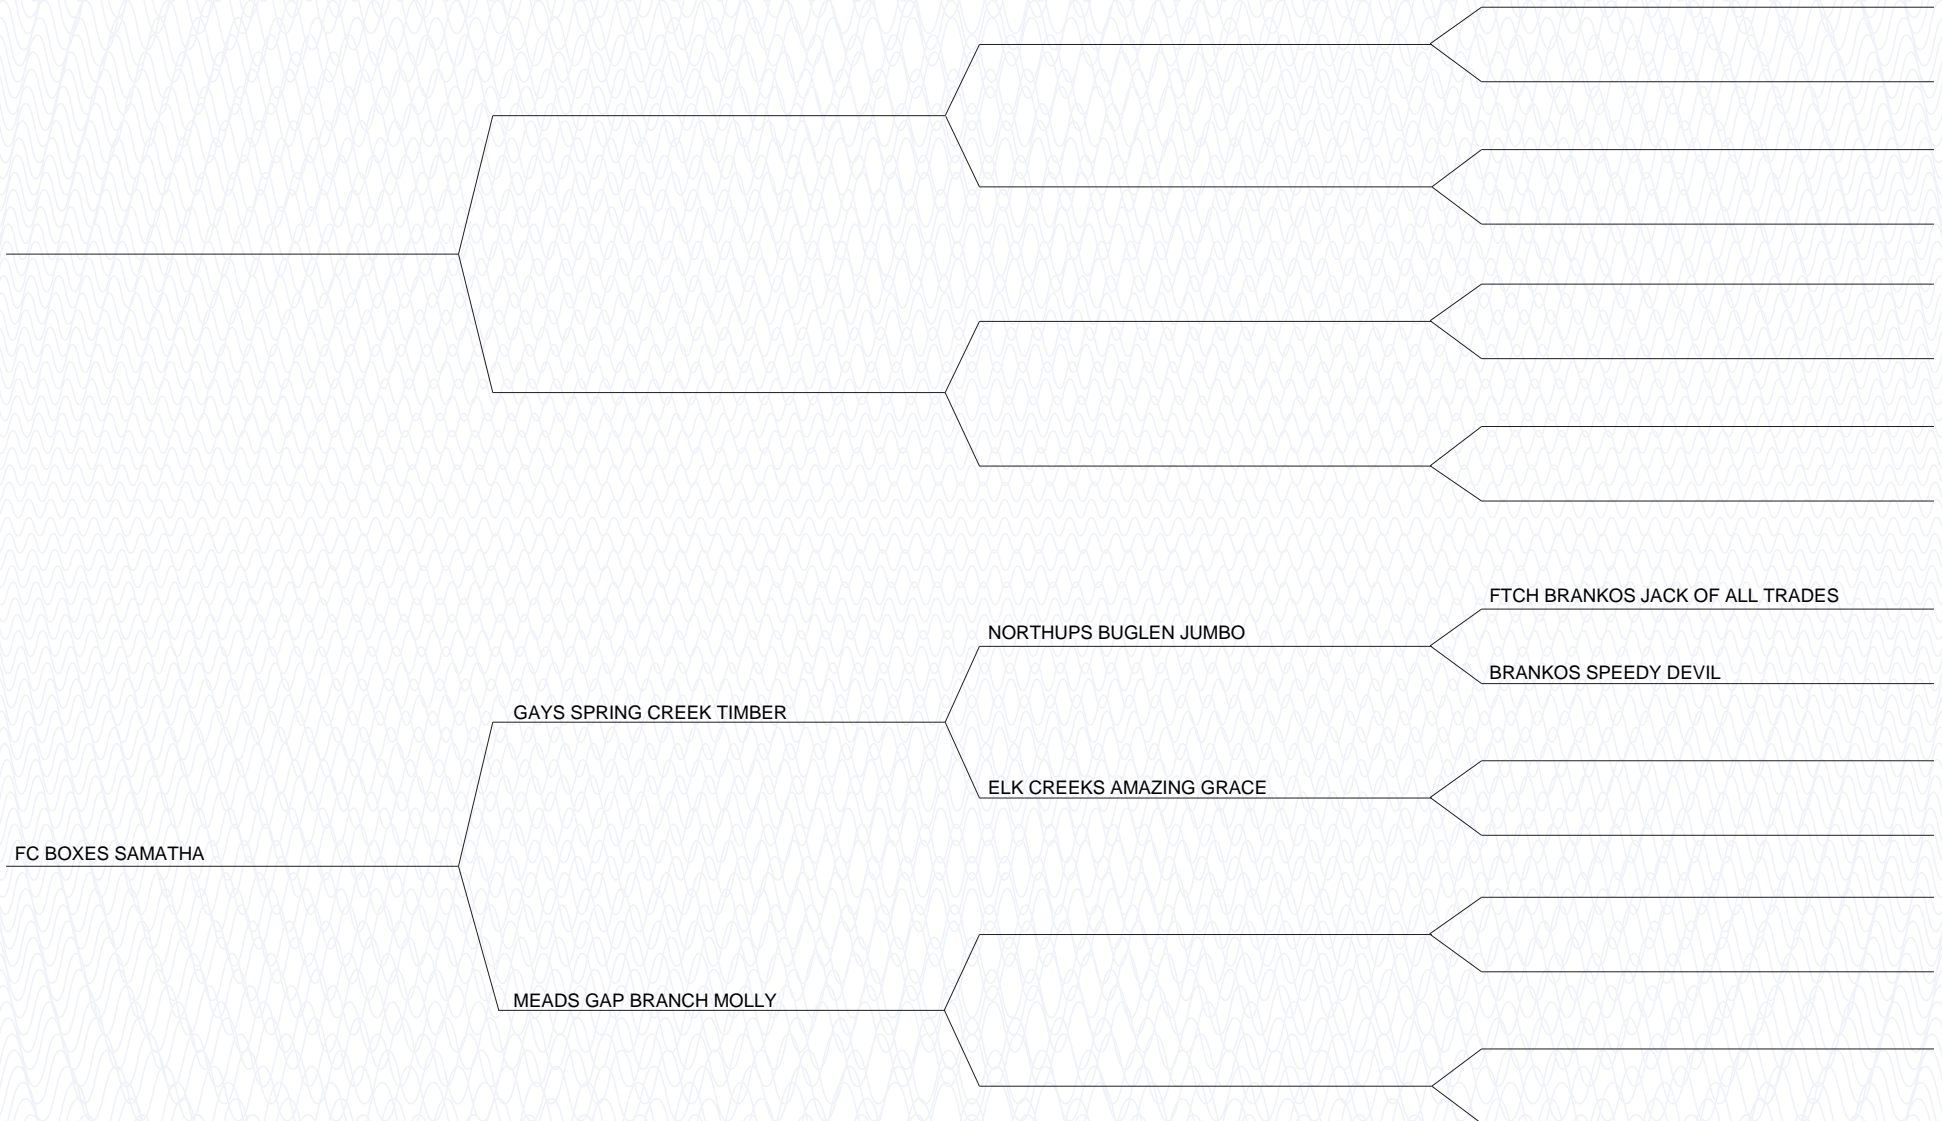 FTCH BRANKOS JACK OF ALL TRADES
NORTHUPS BUGLEN JUMBO
BRANKOS SPEEDY DEVIL
GAYS SPRING CREEK TIMBER
ELK CREEKS AMAZING GRACE
FC BOXES SAMATHA
MEADS GAP BRANCH MOLLY